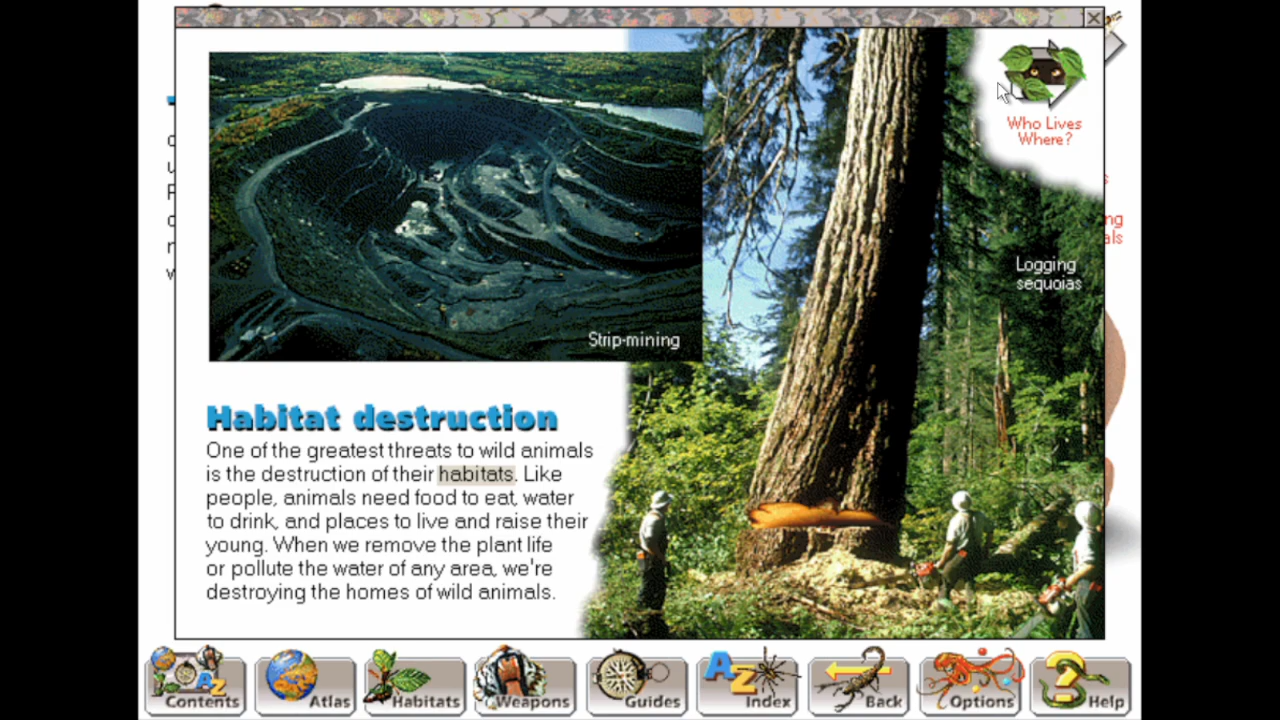 Who Lives
Where?
Logging
sequoias
Strip-mining
Habitat destruction
One of the greatest threats to wild animals
is the destruction of their habitats. Like
people, animals need food to eat, water
to drink, and places to live and raise their
young. When we remove the plant life
or pollute the water of any area, we're
destroying the homes of wild animals.
Contents
Atlas
Habitats
Weapons
Guides
AZ
Index
Back
Options
Help